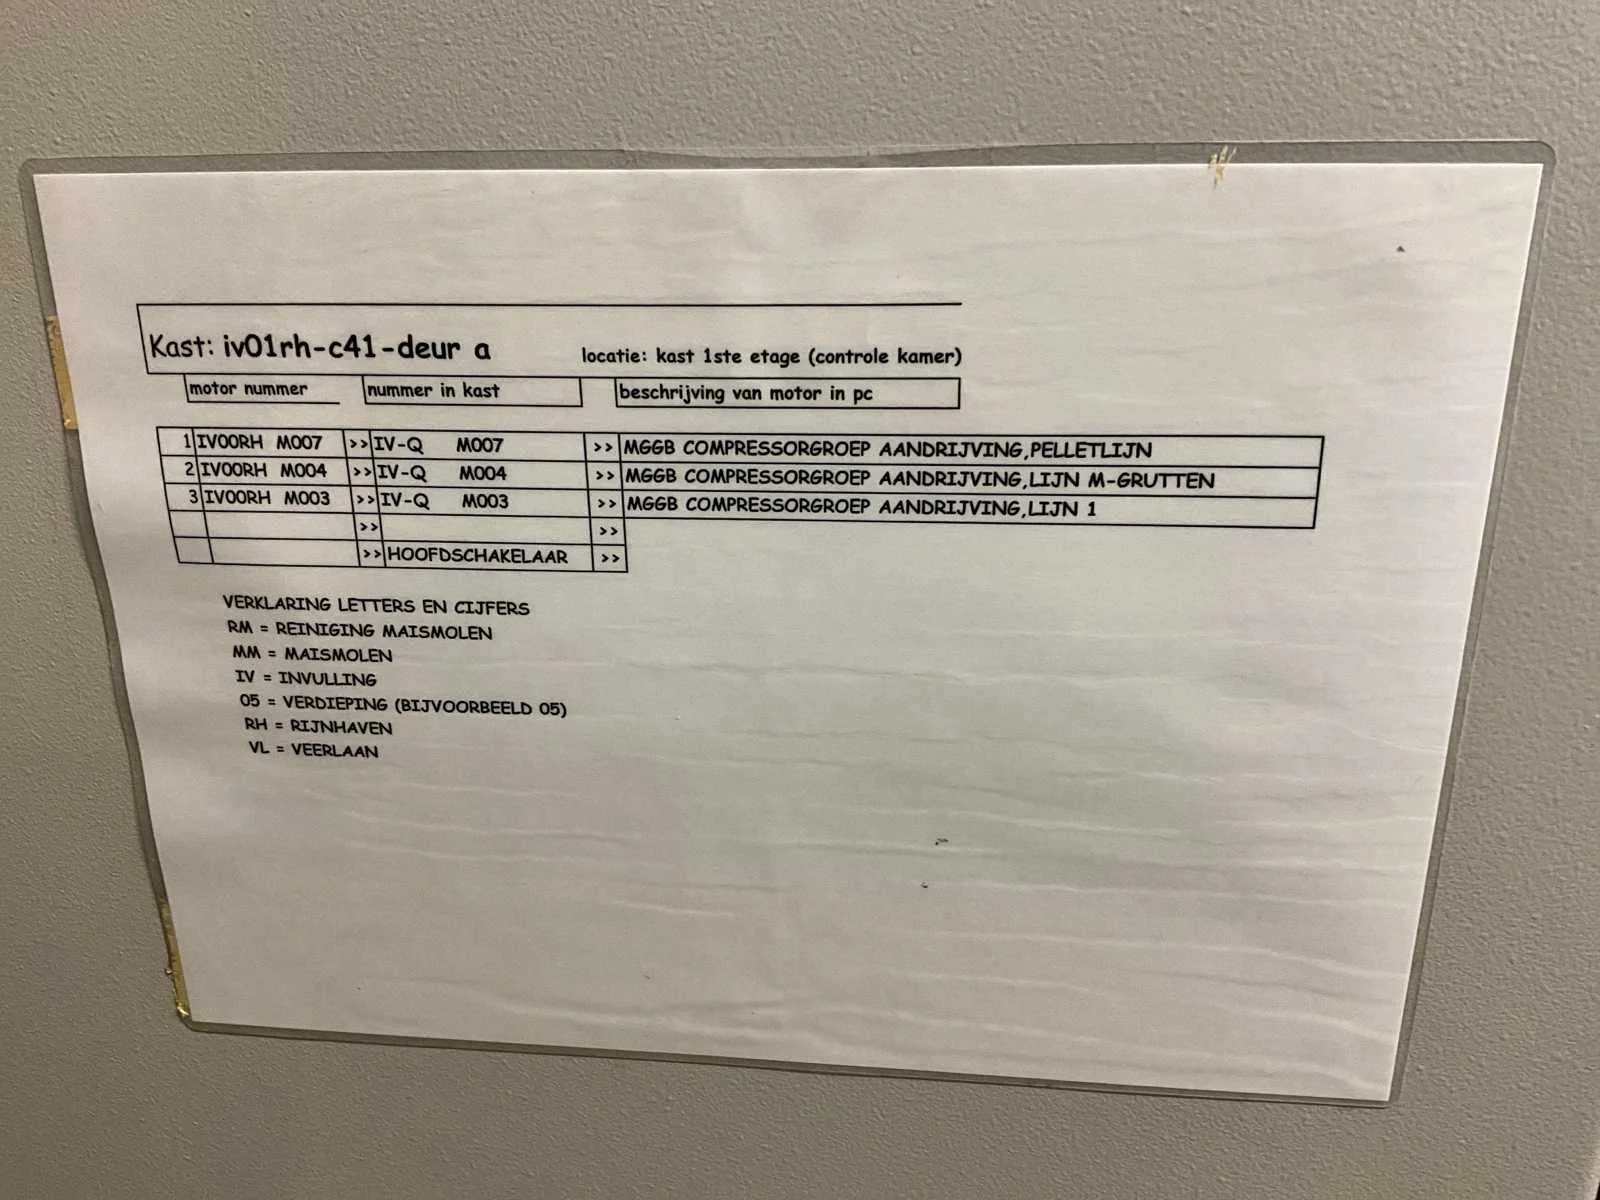 Kast: iv01rh-c41-deur a locatie: kast 1ste etage (controle kamer)
motor nummer nummer in kast beschrijving van motor in pc
1 IV00RH M007 >> IV-Q M007 >> MGGB COMPRESSORGROEP AANDRIJVING,PELLETLIJN
2 IV00RH M004 >> IV-Q M004 >> MGGB COMPRESSORGROEP AANDRIJVING,LIJN M-GRUTTEN
3 IV00RH M003 >> IV-Q M003 >> MGGB COMPRESSORGROEP AANDRIJVING,LIJN 1
>> >>
>> HOOFDSCHAKELAAR >>
VERKLARING LETTERS EN CIJFERS
RM = REINIGING MAISMOLEN
MM = MAISMOLEN
IV = INVULLING
05 = VERDIEPING (BIJVOORBEELD 05)
RH = RIJNHAVEN
VL = VEERLAAN